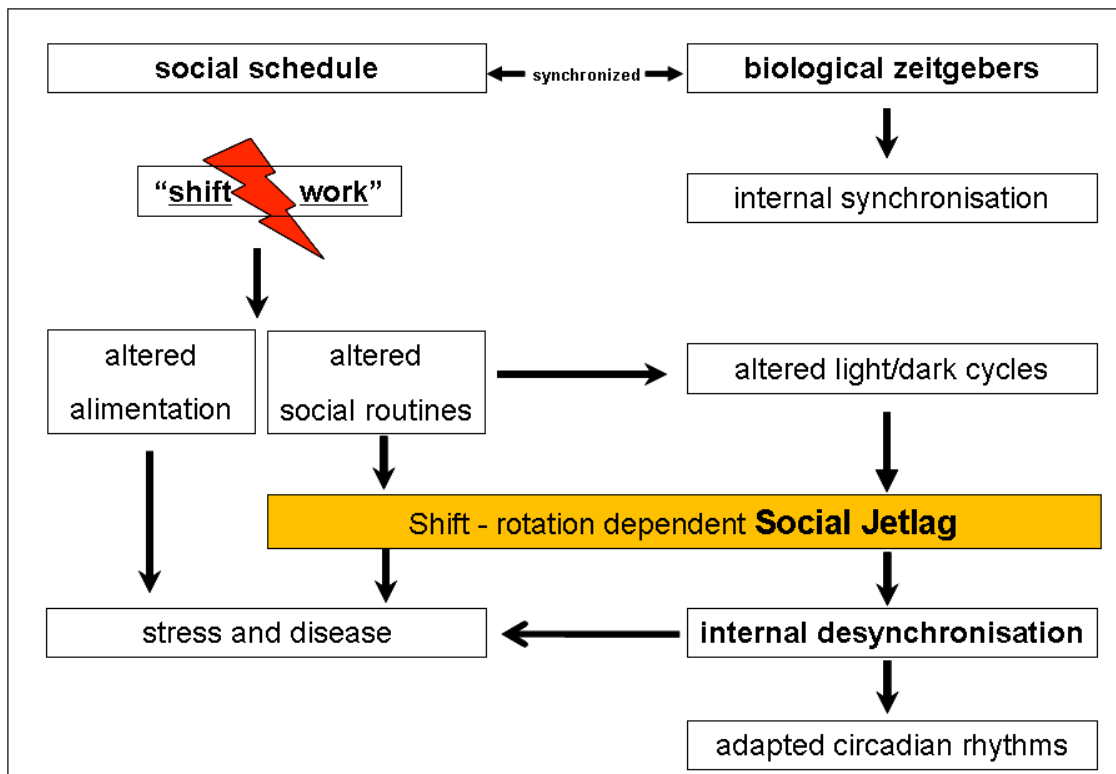 social schedule
synchronized
biological zeitgebers
“shift work”
internal synchronisation
altered
alimentation
altered
social routines
altered light/dark cycles
Shift - rotation dependent Social Jetlag
stress and disease
internal desynchronisation
adapted circadian rhythms